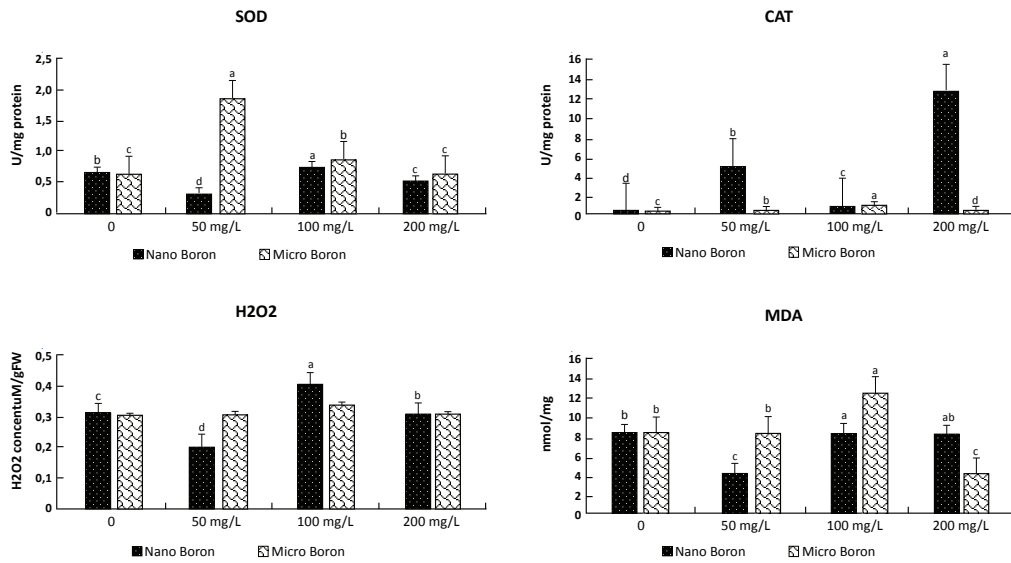 SOD
U/mg protein
2,5
2,0
1,5
1,0
0,5
0
b
c
d
a
a
b
c
c
0
50 mg/L
100 mg/L
200 mg/L
Nano Boron
Micro Boron
CAT
U/mg protein
16
14
12
10
8
6
4
2
0
d
c
b
b
c
a
a
d
0
50 mg/L
100 mg/L
200 mg/L
Nano Boron
Micro Boron
H2O2
H2O2 concentuM/gFW
0,5
0,4
0,3
0,2
0,1
0
c
d
a
b
0
50 mg/L
100 mg/L
200 mg/L
Nano Boron
Micro Boron
MDA
nmol/mg
16
14
12
10
8
6
4
2
0
b
b
c
b
a
a
ab
c
0
50 mg/L
100 mg/L
200 mg/L
Nano Boron
Micro Boron